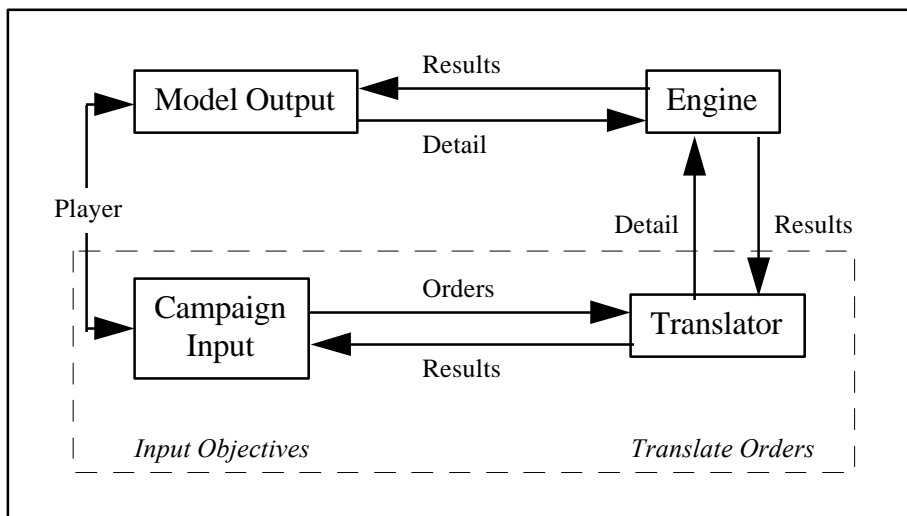 Results
Model Output
Engine
Detail
Player
Detail
Results
Campaign
Input
Orders
Translator
Results
Input Objectives
Translate Orders